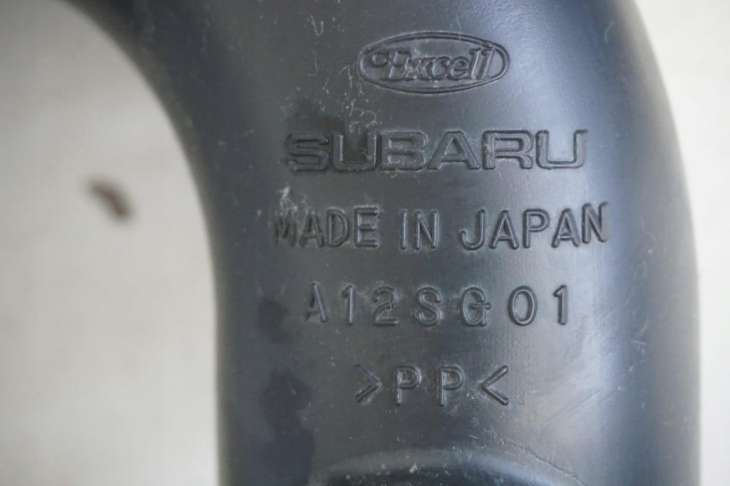 Excell
SUBARU
MADE IN JAPAN
A12SG01
>PP<